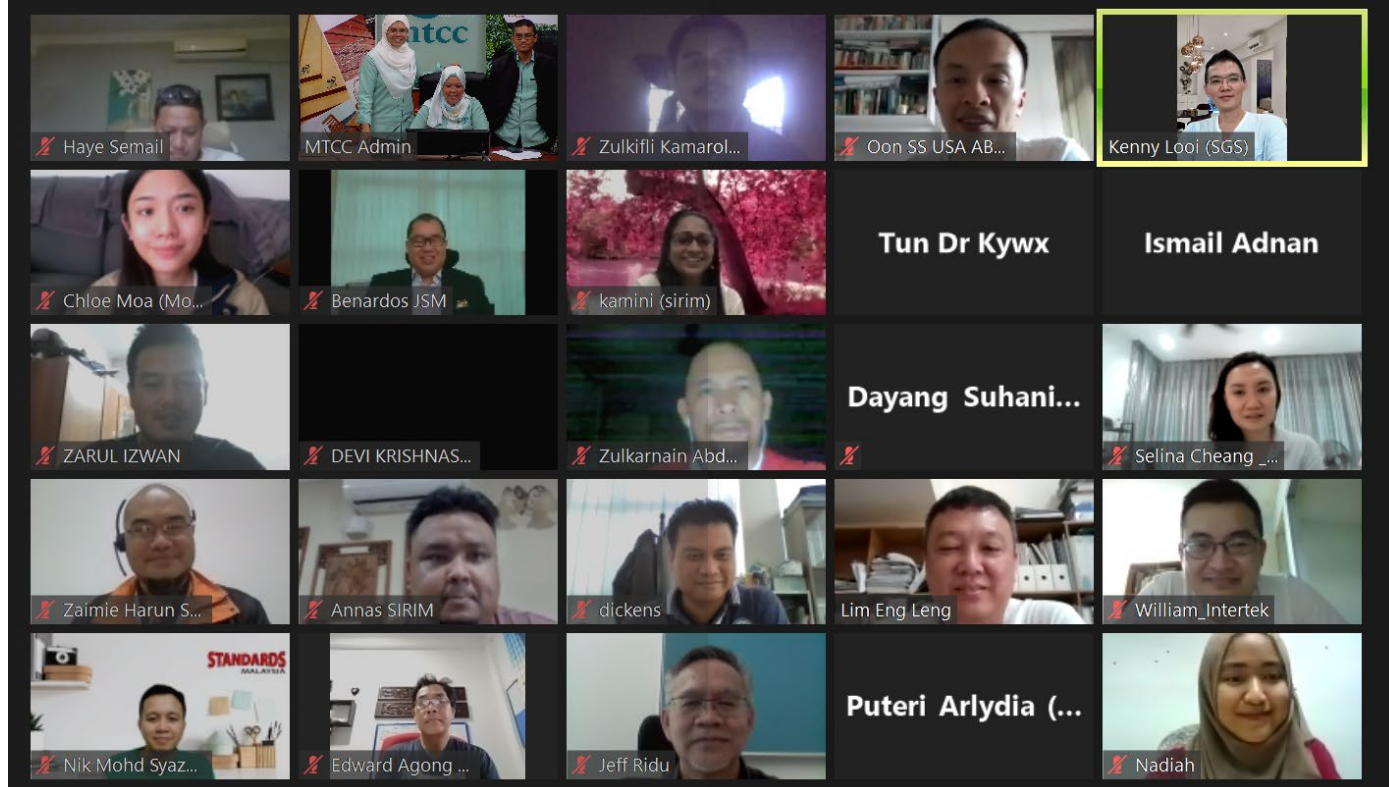 Haye Semail
mtcc
MTCC Admin
Zulkifli Kamarol...
Oon SS USA AB...
Kenny Looi (SGS)
Chloe Moa (Mo...
Benardos JSM
kamini (sirim)
Tun Dr Kywx
Ismail Adnan
ZARUL IZWAN
DEVI KRISHNAS...
Zulkarnain Abd...
Dayang Suhani...
Selina Cheang _...
Zaimie Harun S...
Annas SIRIM
dickens
Lim Eng Leng
William_Intertek
STANDARDS
MALAYSIA
Nik Mohd Syaz...
Edward Agong ...
Jeff Ridu
Puteri Arlydia (...
Nadiah